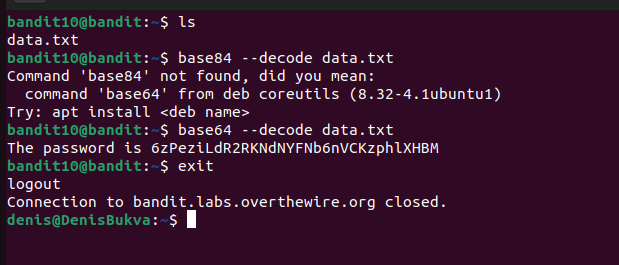 bandit10@bandit:~$ ls
data.txt
bandit10@bandit:~$ base84 --decode data.txt
Command 'base84' not found, did you mean:
  command 'base64' from deb coreutils (8.32-4.1ubuntu1)
Try: apt install <deb name>
bandit10@bandit:~$ base64 --decode data.txt
The password is 6zPeziLdR2RKNdNYFNb6nVCKzphlXHBM
bandit10@bandit:~$ exit
logout
Connection to bandit.labs.overthewire.org closed.
denis@DenisBukva:~$